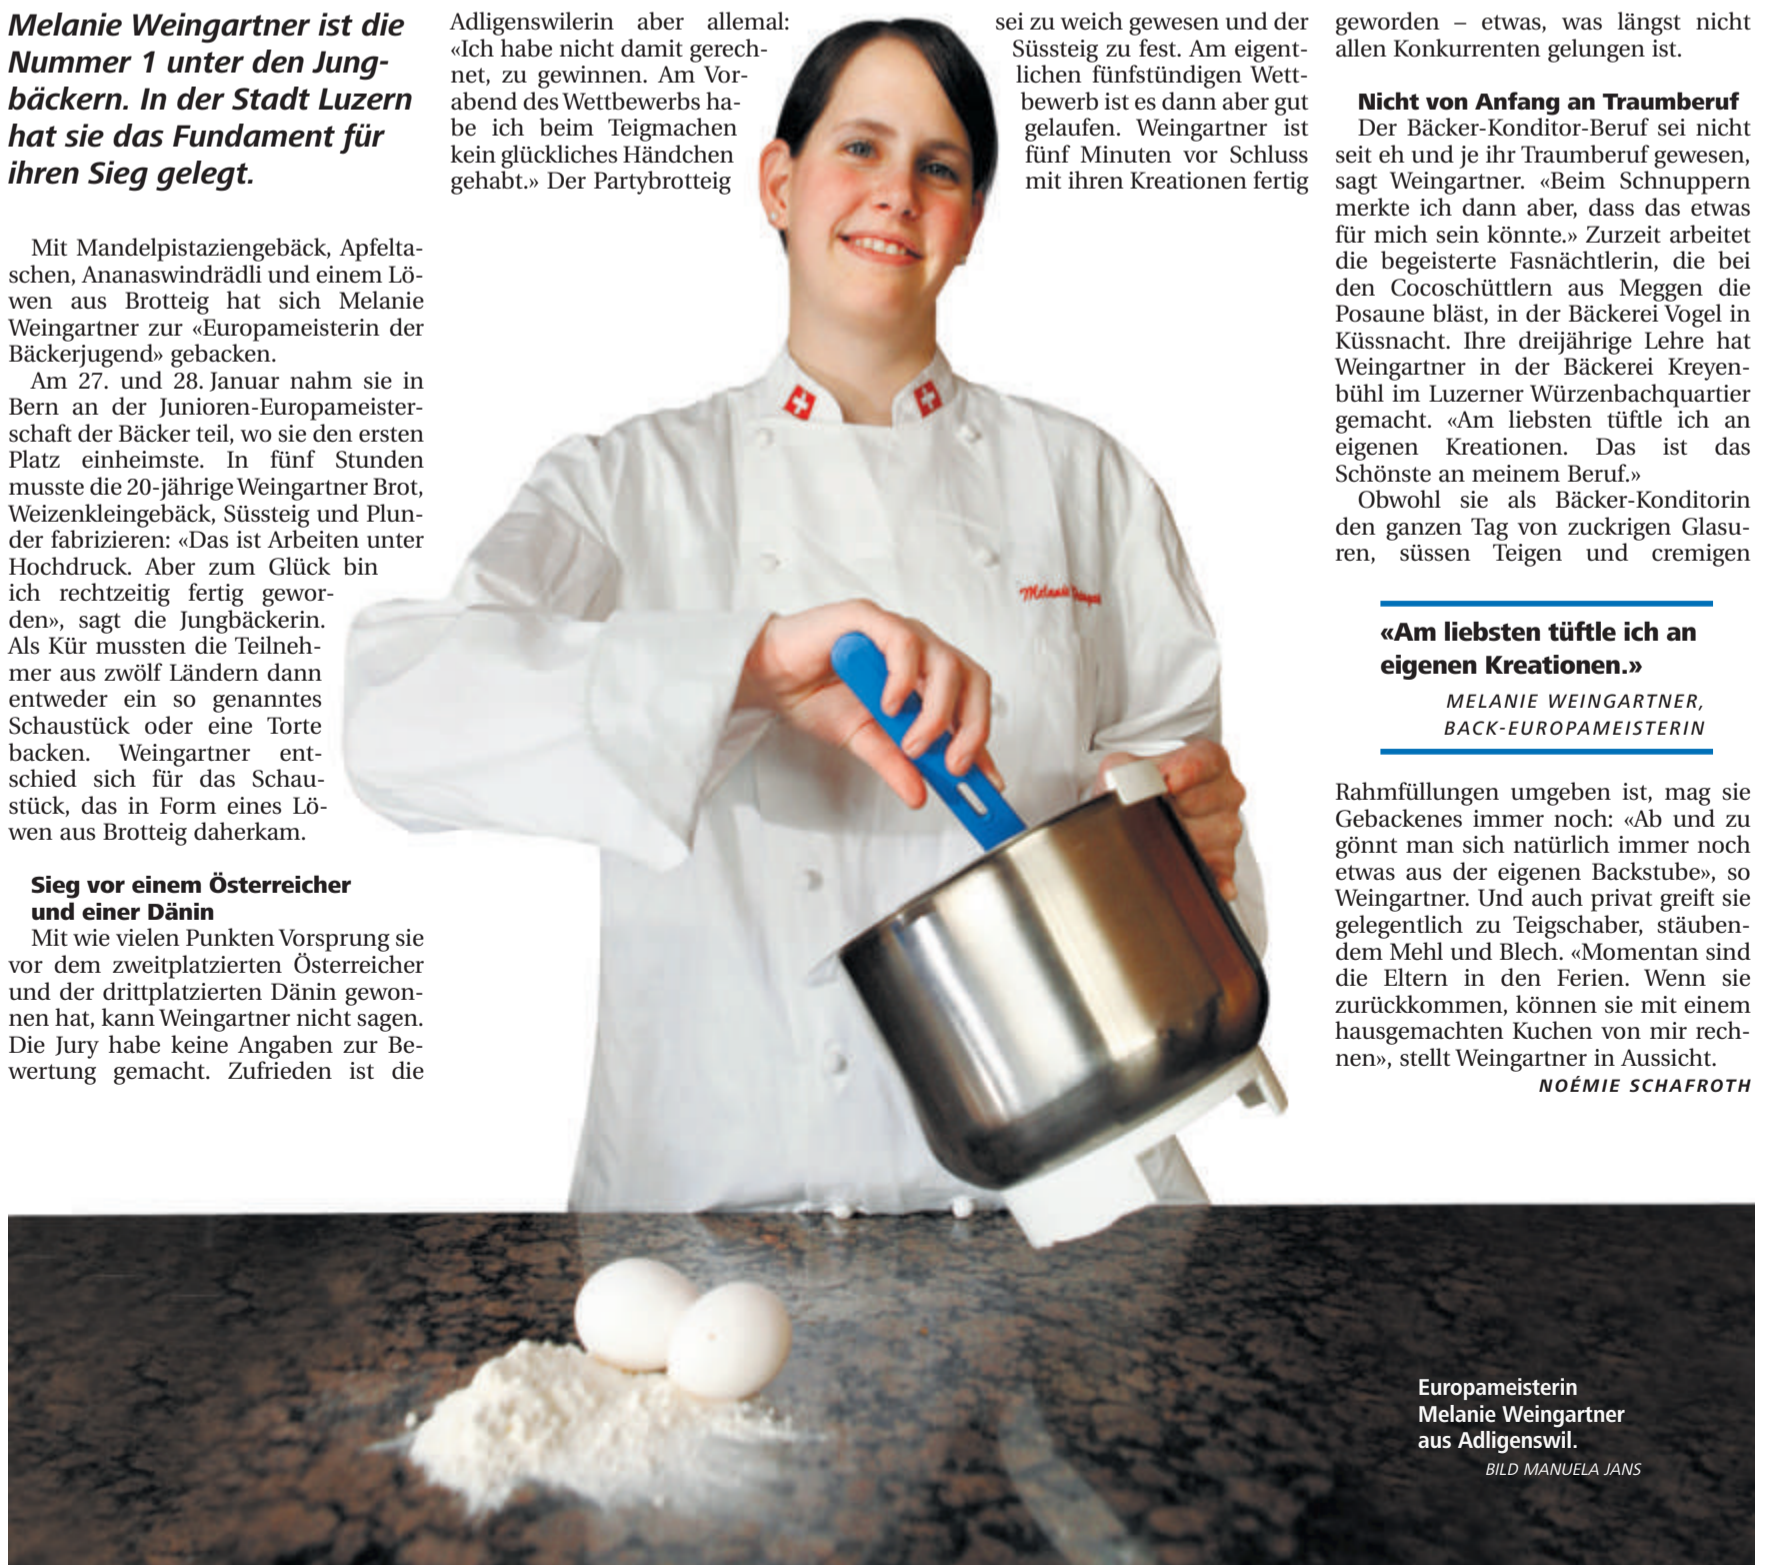 Melanie Weingartner ist die
Nummer 1 unter den Jung-
bäckern. In der Stadt Luzern
hat sie das Fundament für
ihren Sieg gelegt.
Mit Mandelpistaziengebäck, Apfelta-
schen, Ananaswindrädli und einem Lö-
wen aus Brotteig hat sich Melanie
Weingartner zur «Europameisterin der
Bäckerjugend» gebacken.
Am 27. und 28. Januar nahm sie in
Bern an der Junioren-Europameister-
schaft der Bäcker teil, wo sie den ersten
Platz einheimste. In fünf Stunden
musste die 20-jährige Weingartner Brot,
Weizenkleingebäck, Süssteig und Plun-
der fabrizieren: «Das ist Arbeiten unter
Hochdruck. Aber zum Glück bin
ich rechtzeitig fertig gewor-
den», sagt die Jungbäckerin.
Als Kür mussten die Teilneh-
mer aus zwölf Ländern dann
entweder ein so genanntes
Schaustück oder eine Torte
backen. Weingartner ent-
schied sich für das Schau-
stück, das in Form eines Lö-
wen aus Brotteig daherkam.
Sieg vor einem Österreicher
und einer Dänin
Mit wie vielen Punkten Vorsprung sie
vor dem zweitplatzierten Österreicher
und der drittplatzierten Dänin gewon-
nen hat, kann Weingartner nicht sagen.
Die Jury habe keine Angaben zur Be-
wertung gemacht. Zufrieden ist die
Adligenswilerin aber allemal:
«Ich habe nicht damit gerech-
net, zu gewinnen. Am Vor-
abend des Wettbewerbs ha-
be ich beim Teigmachen
kein glückliches Händchen
gehabt.» Der Partybrotteig
sei zu weich gewesen und der
Süssteig zu fest. Am eigent-
lichen fünfstündigen Wett-
bewerb ist es dann aber gut
gelaufen. Weingartner ist
fünf Minuten vor Schluss
mit ihren Kreationen fertig
geworden – etwas, was längst nicht
allen Konkurrenten gelungen ist.
Nicht von Anfang an Traumberuf
Der Bäcker-Konditor-Beruf sei nicht
seit eh und je ihr Traumberuf gewesen,
sagt Weingartner. «Beim Schnuppern
merkte ich dann aber, dass das etwas
für mich sein könnte.» Zurzeit arbeitet
die begeisterte Fasnächtlerin, die bei
den Cocoschüttlern aus Meggen die
Posaune bläst, in der Bäckerei Vogel in
Küssnacht. Ihre dreijährige Lehre hat
Weingartner in der Bäckerei Kreyen-
bühl im Luzerner Würzenbachquartier
gemacht. «Am liebsten tüftle ich an
eigenen Kreationen. Das ist das
Schönste an meinem Beruf.»
Obwohl sie als Bäcker-Konditorin
den ganzen Tag von zuckrigen Glasu-
ren, süssen Teigen und cremigen
«Am liebsten tüftle ich an
eigenen Kreationen.»
MELANIE WEINGARTNER,
BACK-EUROPAMEISTERIN
Rahmfüllungen umgeben ist, mag sie
Gebackenes immer noch: «Ab und zu
gönnt man sich natürlich immer noch
etwas aus der eigenen Backstube», so
Weingartner. Und auch privat greift sie
gelegentlich zu Teigschaber, stäuben-
dem Mehl und Blech. «Momentan sind
die Eltern in den Ferien. Wenn sie
zurückkommen, können sie mit einem
hausgemachten Kuchen von mir rech-
nen», stellt Weingartner in Aussicht.
NOÉMIE SCHAFROTH
Melanie
Europameisterin
Melanie Weingartner
aus Adligenswil.
BILD MANUELA JANS